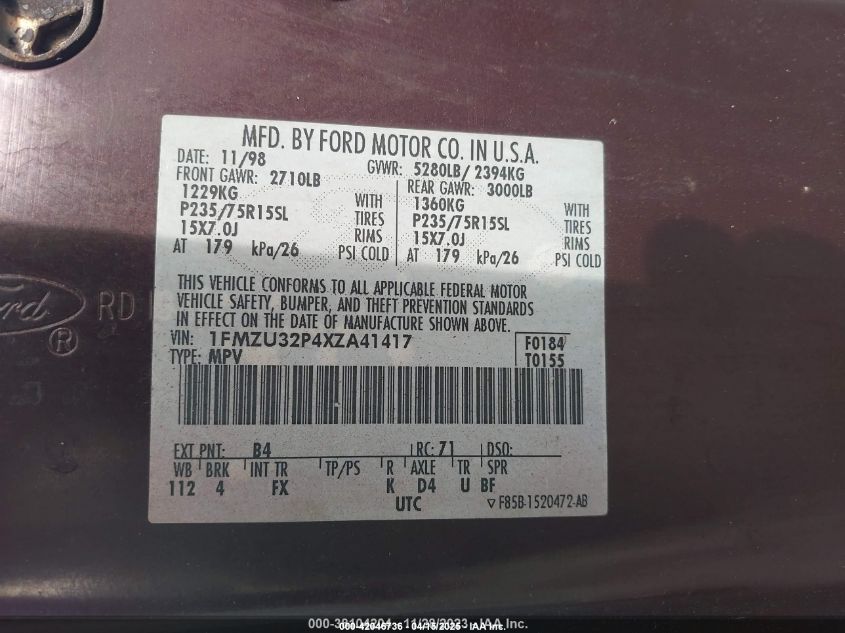 MFD. BY FORD MOTOR CO. IN U.S.A.
DATE: 11/98 GVWR: 5280LB/ 2394KG
FRONT GAWR: 2710LB REAR GAWR: 3000LB
1229KG WITH 1360KG WITH
P235/75R15SL TIRES P235/75R15SL TIRES
15X7.0J RIMS 15X7.0J RIMS
AT 179 kPa/26 PSI COLD AT 179 kPa/26 PSI COLD
THIS VEHICLE CONFORMS TO ALL APPLICABLE FEDERAL MOTOR
VEHICLE SAFETY, BUMPER, AND THEFT PREVENTION STANDARDS
IN EFFECT ON THE DATE OF MANUFACTURE SHOWN ABOVE.
VIN: 1FMZU32P4XZA41417 F0184
TYPE: MPV T0155
Ford ® RD
EXT PNT: B4 RC: 71 DSO:
WB BRK INT TR TP/PS R AXLE TR SPR
112 4 FX K D4 U BF
UTC ▽ F85B-1520472-AB